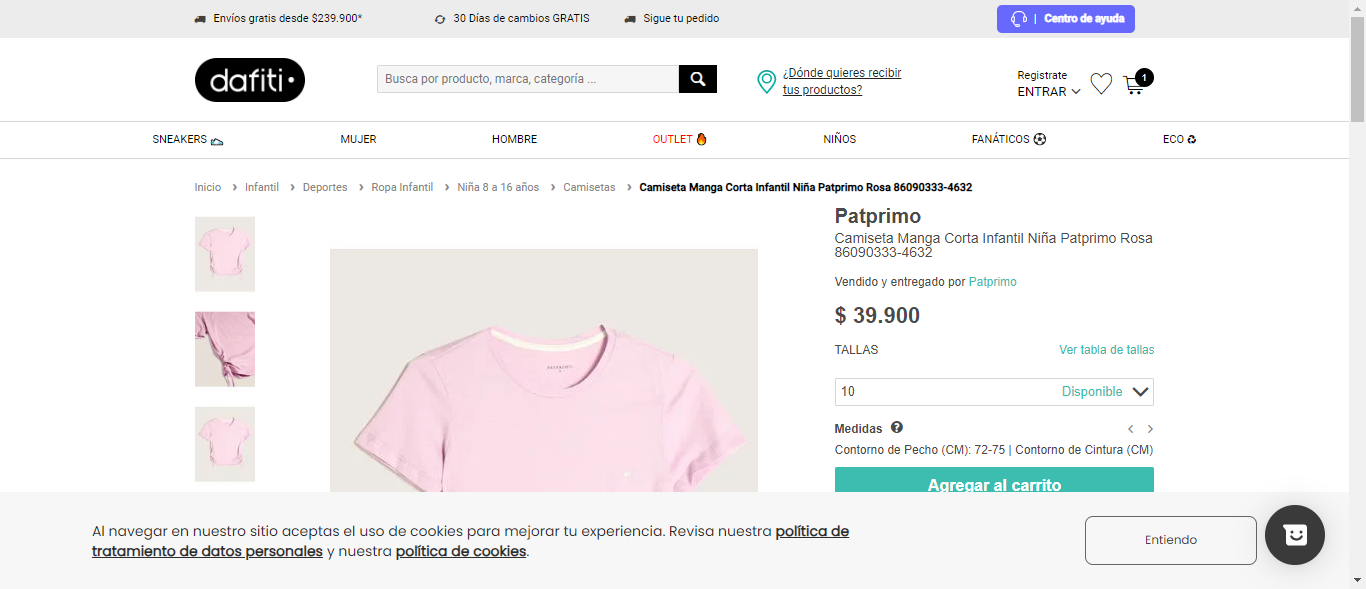 Envíos gratis desde $239.900*
30 Días de cambios GRATIS
Sigue tu pedido
| Centro de ayuda
dafiti
Busca por producto, marca, categoría ...
¿Dónde quieres recibir
tus productos?
Registrate
ENTRAR
1
SNEAKERS
MUJER
HOMBRE
OUTLET
NIÑOS
FANÁTICOS
ECO
Inicio › Infantil › Deportes › Ropa Infantil › Niña 8 a 16 años › Camisetas › Camiseta Manga Corta Infantil Niña Patprimo Rosa 86090333-4632
Patprimo
Camiseta Manga Corta Infantil Niña Patprimo Rosa
86090333-4632
Vendido y entregado por Patprimo
$ 39.900
TALLAS
Ver tabla de tallas
10
Disponible
Medidas
Contorno de Pecho (CM): 72-75 | Contorno de Cintura (CM)
Agregar al carrito
PATPRIMO
Al navegar en nuestro sitio aceptas el uso de cookies para mejorar tu experiencia. Revisa nuestra política de
tratamiento de datos personales y nuestra política de cookies.
Entiendo